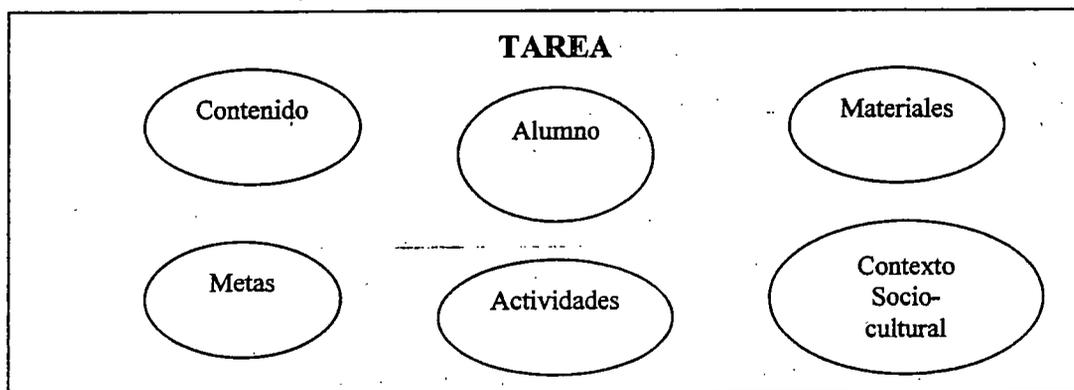 TAREA
Contenido
Alumno
Materiales
Metas
Actividades
Contexto
Socio-
cultural